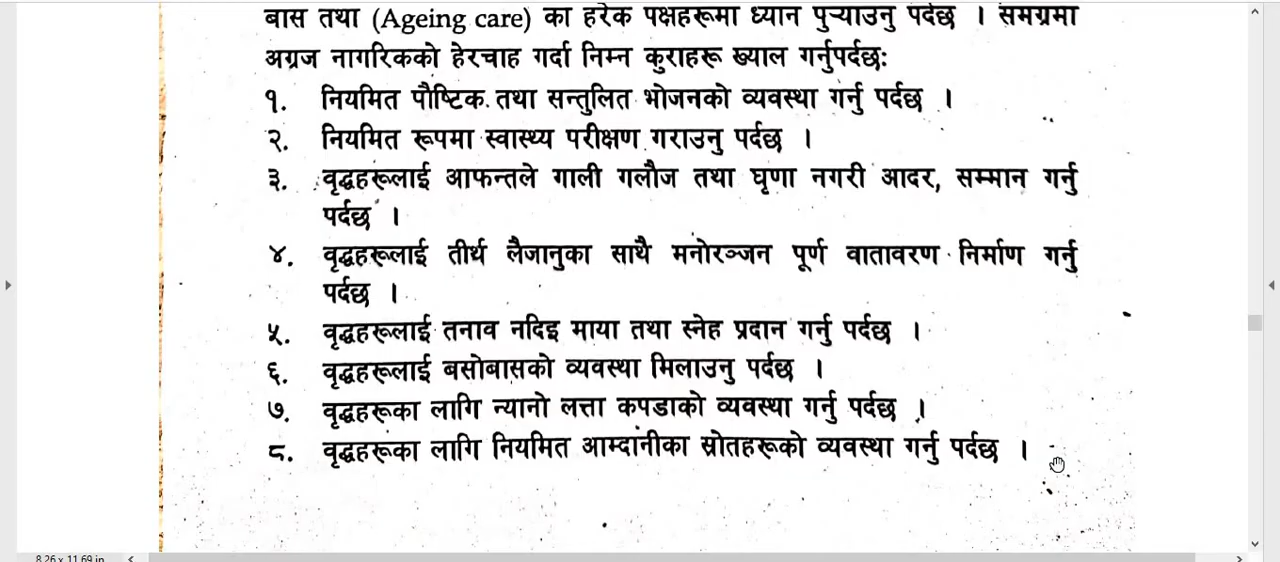 बास तथा (Ageing care) का हरेक पक्षहरूमा ध्यान पुऱ्याउनु पर्दछ । समग्रमा
अग्रज नागरिकको हेरचाह गर्दा निम्न कुराहरू ख्याल गर्नुपर्दछः
१. नियमित पौष्टिक तथा सन्तुलित भोजनको व्यवस्था गर्नु पर्दछ ।
२. नियमित रूपमा स्वास्थ्य परीक्षण गराउनु पर्दछ ।
३. वृद्धहरूलाई आफन्तले गाली गलौज तथा घृणा नगरी आदर, सम्मान गर्नु
पर्दछ ।
४. वृद्धहरूलाई तीर्थ लैजानुका साथै मनोरञ्जन पूर्ण वातावरण निर्माण गर्नु
पर्दछ ।
५. वृद्धहरूलाई तनाव नदिइ माया तथा स्नेह प्रदान गर्नु पर्दछ ।
६. वृद्धहरूलाई बसोबासको व्यवस्था मिलाउनु पर्दछ ।
७. वृद्धहरूका लागि न्यानो लत्ता कपडाको व्यवस्था गर्नु पर्दछ ।
८. वृद्धहरूका लागि नियमित आम्दानीका स्रोतहरूको व्यवस्था गर्नु पर्दछ ।
8.26 x 11.69 in